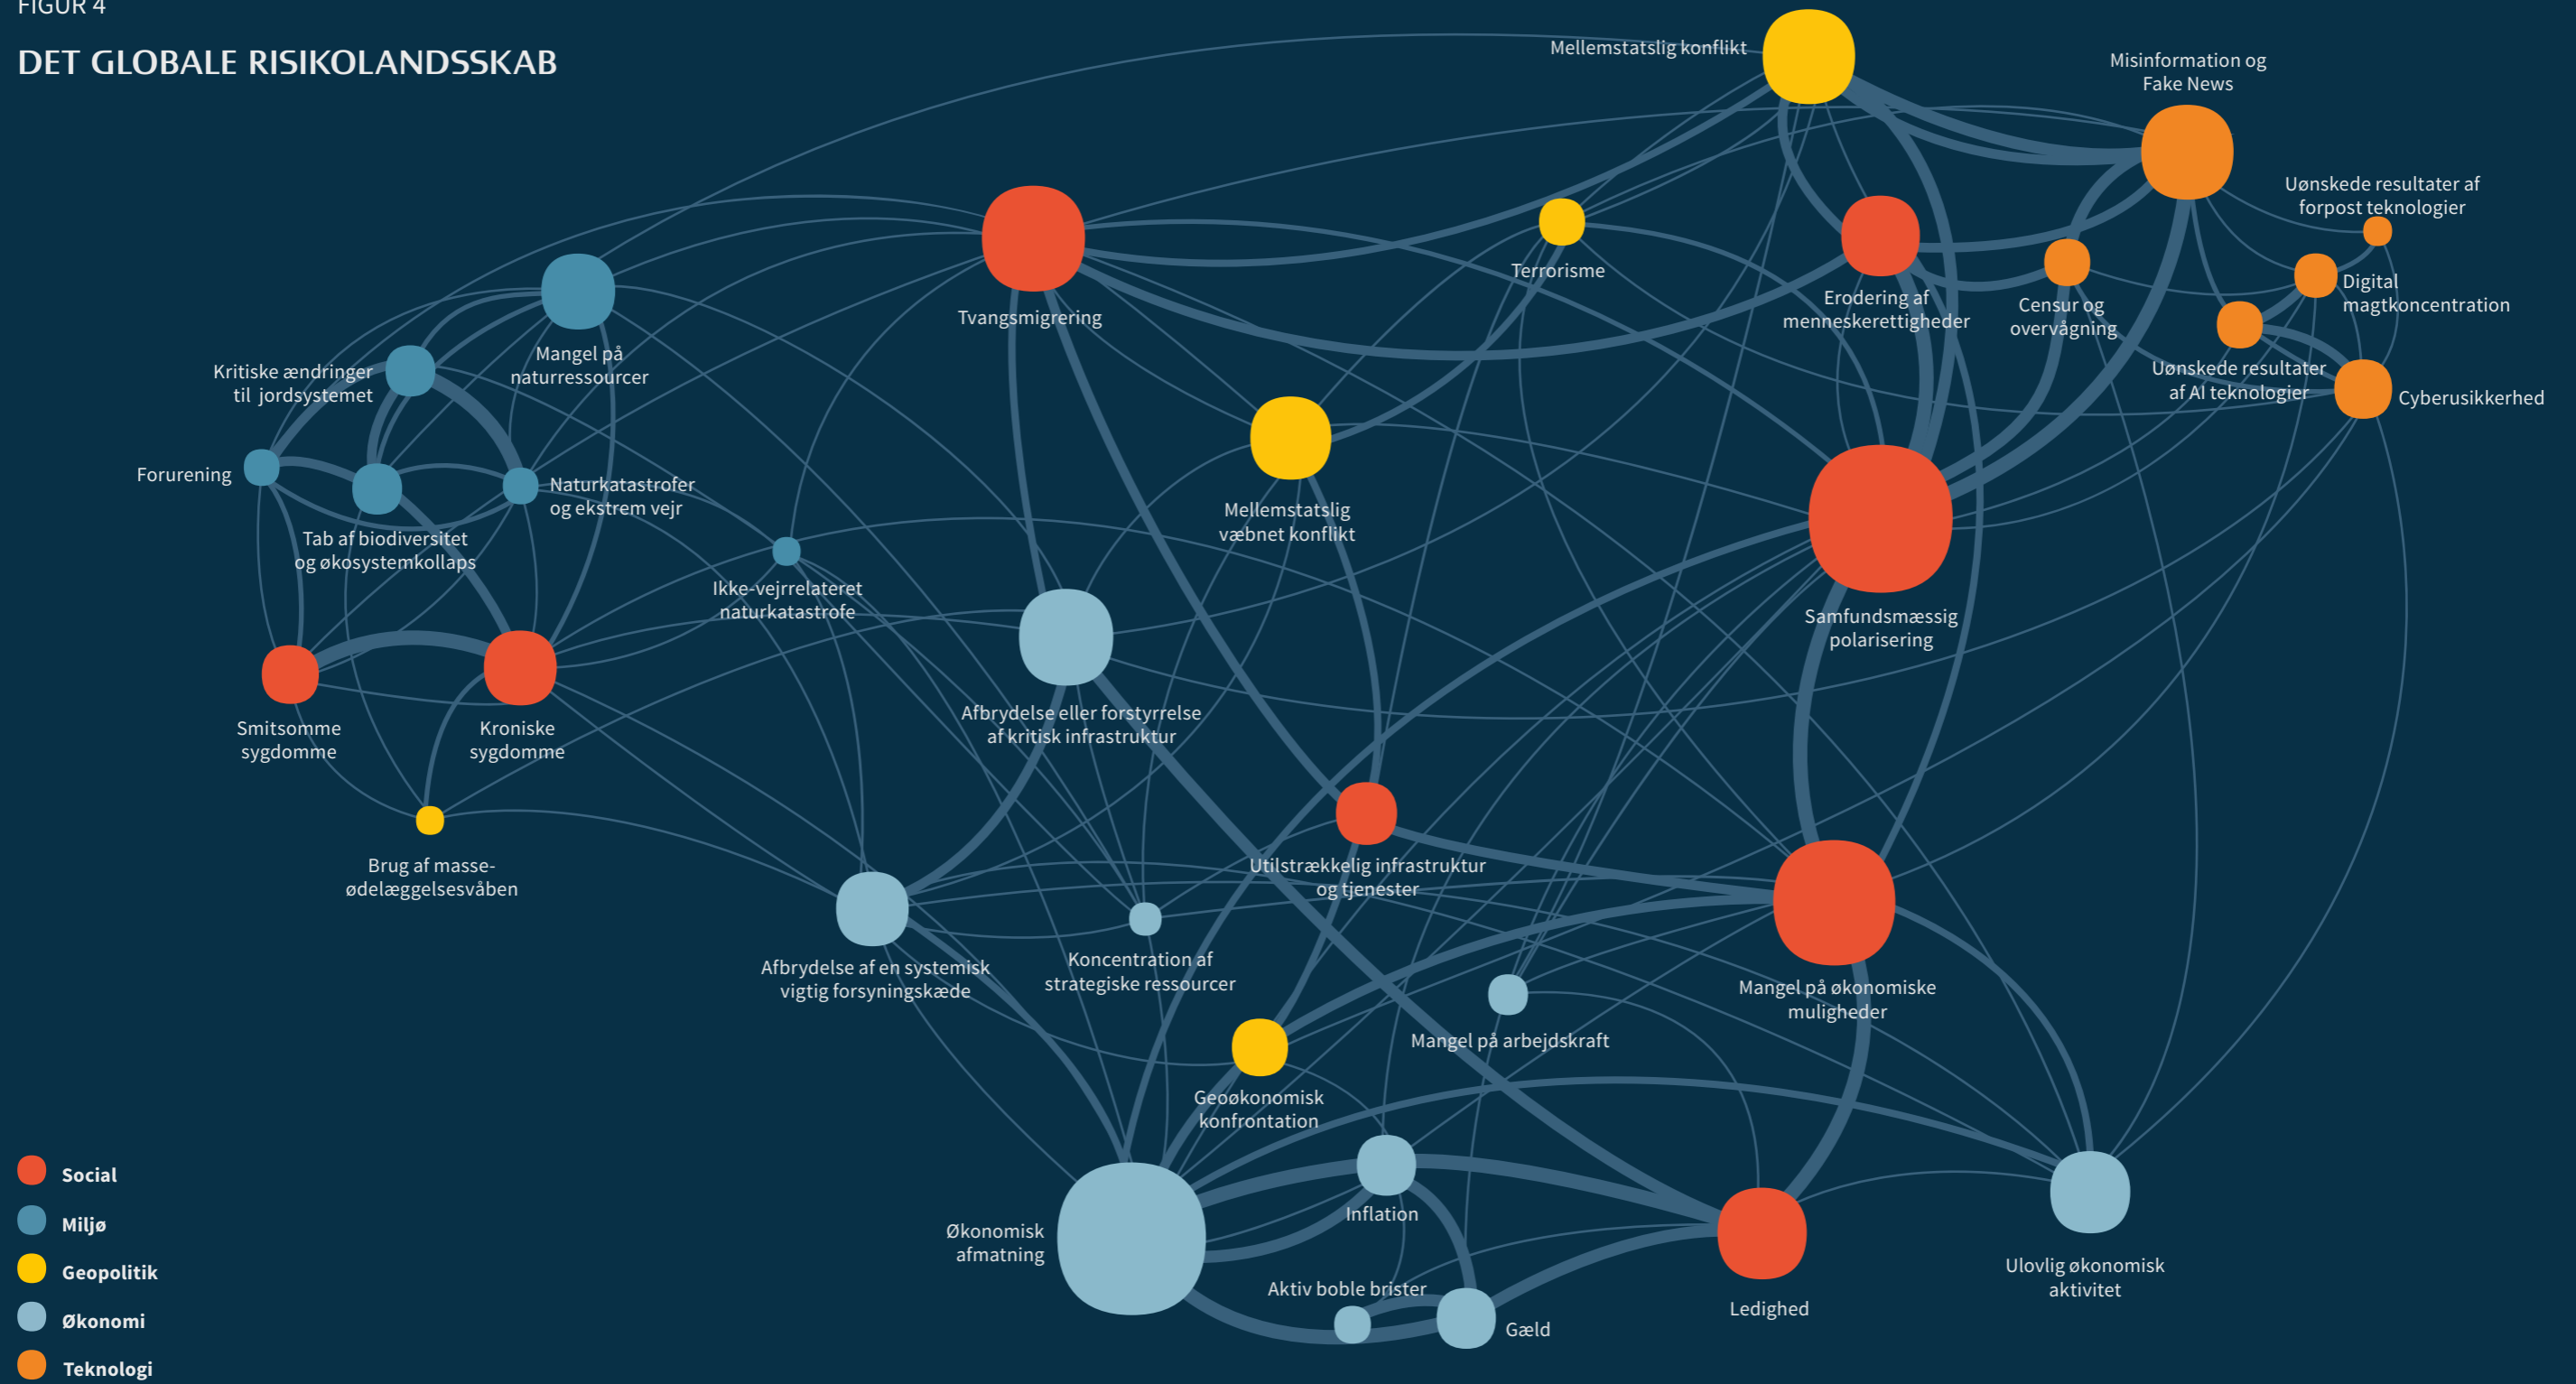 FIGUR 4
DET GLOBALE RISIKOLANDSSKAB
Mellemstatslig konflikt
Misinformation og
Fake News
Uønskede resultater af
forpost teknologier
Digital
magtkoncentration
Terrorisme
Tvangsmigrering
Erodering af
menneskerettigheder
Censur og
overvågning
Uønskede resultater
af AI teknologier
Cyberusikkerhed
Mangel på
naturressourcer
Kritiske ændringer
til jordsystemet
Forurening
Naturkatastrofer
og ekstrem vejr
Tab af biodiversitet
og økosystemkollaps
Mellemstatslig
væbnet konflikt
Ikke-vejrrelateret
naturkatastrofe
Samfundsmæssig
polarisering
Smitsomme
sygdomme
Kroniske
sygdomme
Afbrydelse eller forstyrrelse
af kritisk infrastruktur
Brug af masse-
ødelæggelsesvåben
Utilstrækkelig infrastruktur
og tjenester
Afbrydelse af en systemisk
vigtig forsyningskæde
Koncentration af
strategiske ressourcer
Mangel på økonomiske
muligheder
Mangel på arbejdskraft
Geoøkonomisk
konfrontation
Inflation
Økonomisk
afmatning
Aktiv boble brister
Gæld
Ledighed
Ulovlig økonomisk
aktivitet
Social
Miljø
Geopolitik
Økonomi
Teknologi